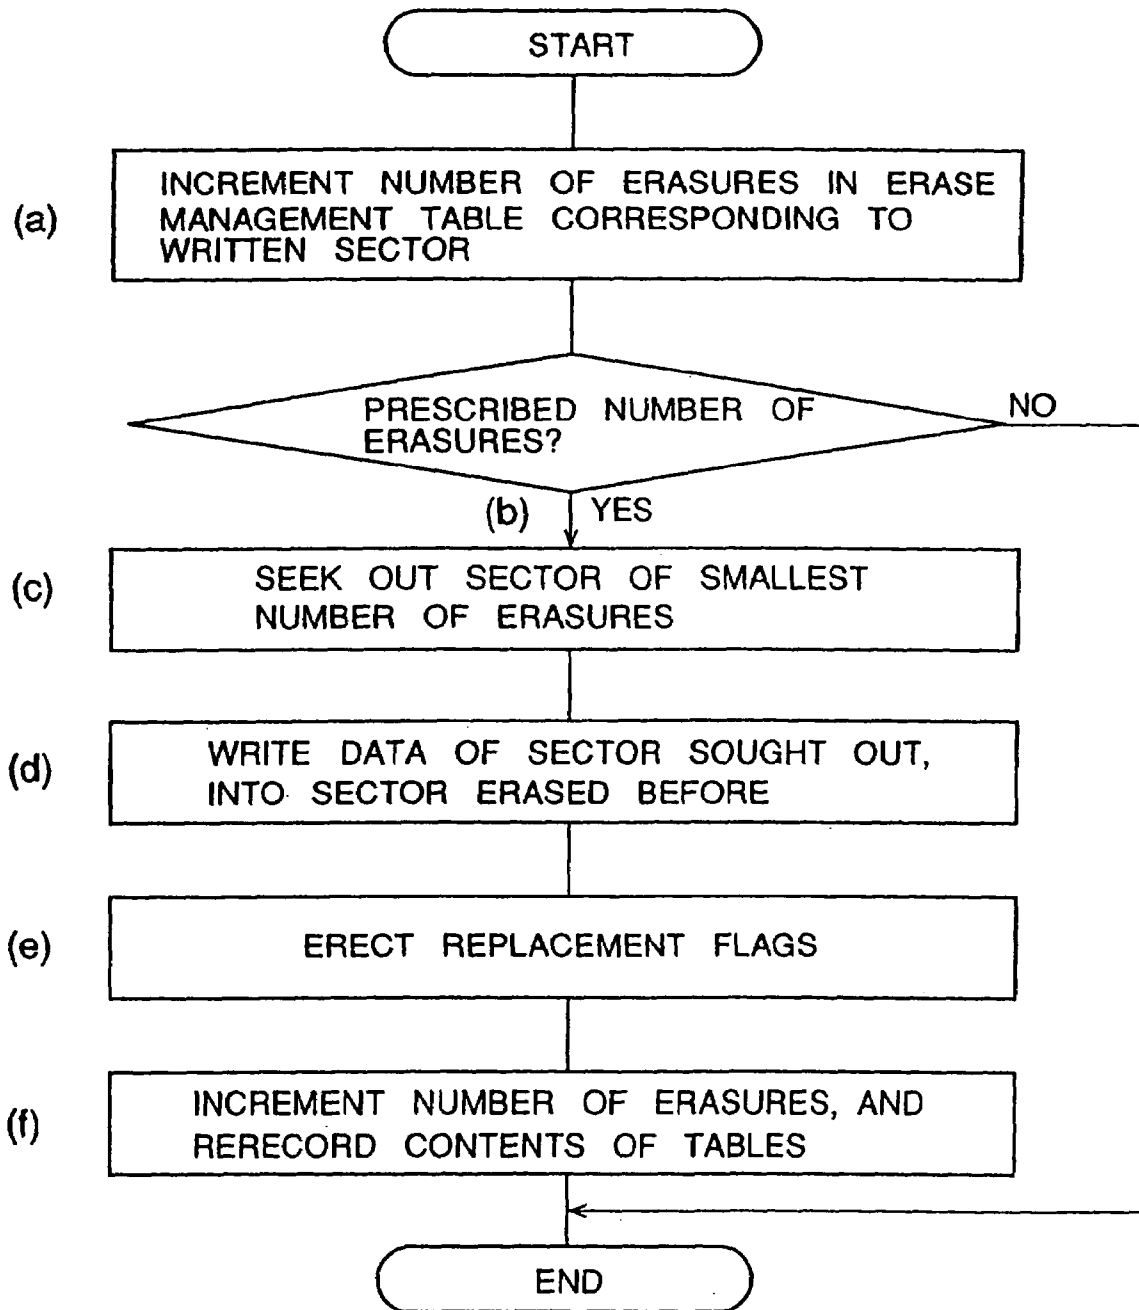 START
(a)
INCREMENT NUMBER OF ERASURES IN ERASE
MANAGEMENT TABLE CORRESPONDING TO
WRITTEN SECTOR
PRESCRIBED NUMBER OF
ERASURES?
NO
(b)
YES
(c)
SEEK OUT SECTOR OF SMALLEST
NUMBER OF ERASURES
(d)
WRITE DATA OF SECTOR SOUGHT OUT,
INTO SECTOR ERASED BEFORE
(e)
ERECT REPLACEMENT FLAGS
(f)
INCREMENT NUMBER OF ERASURES, AND
RERECORD CONTENTS OF TABLES
END